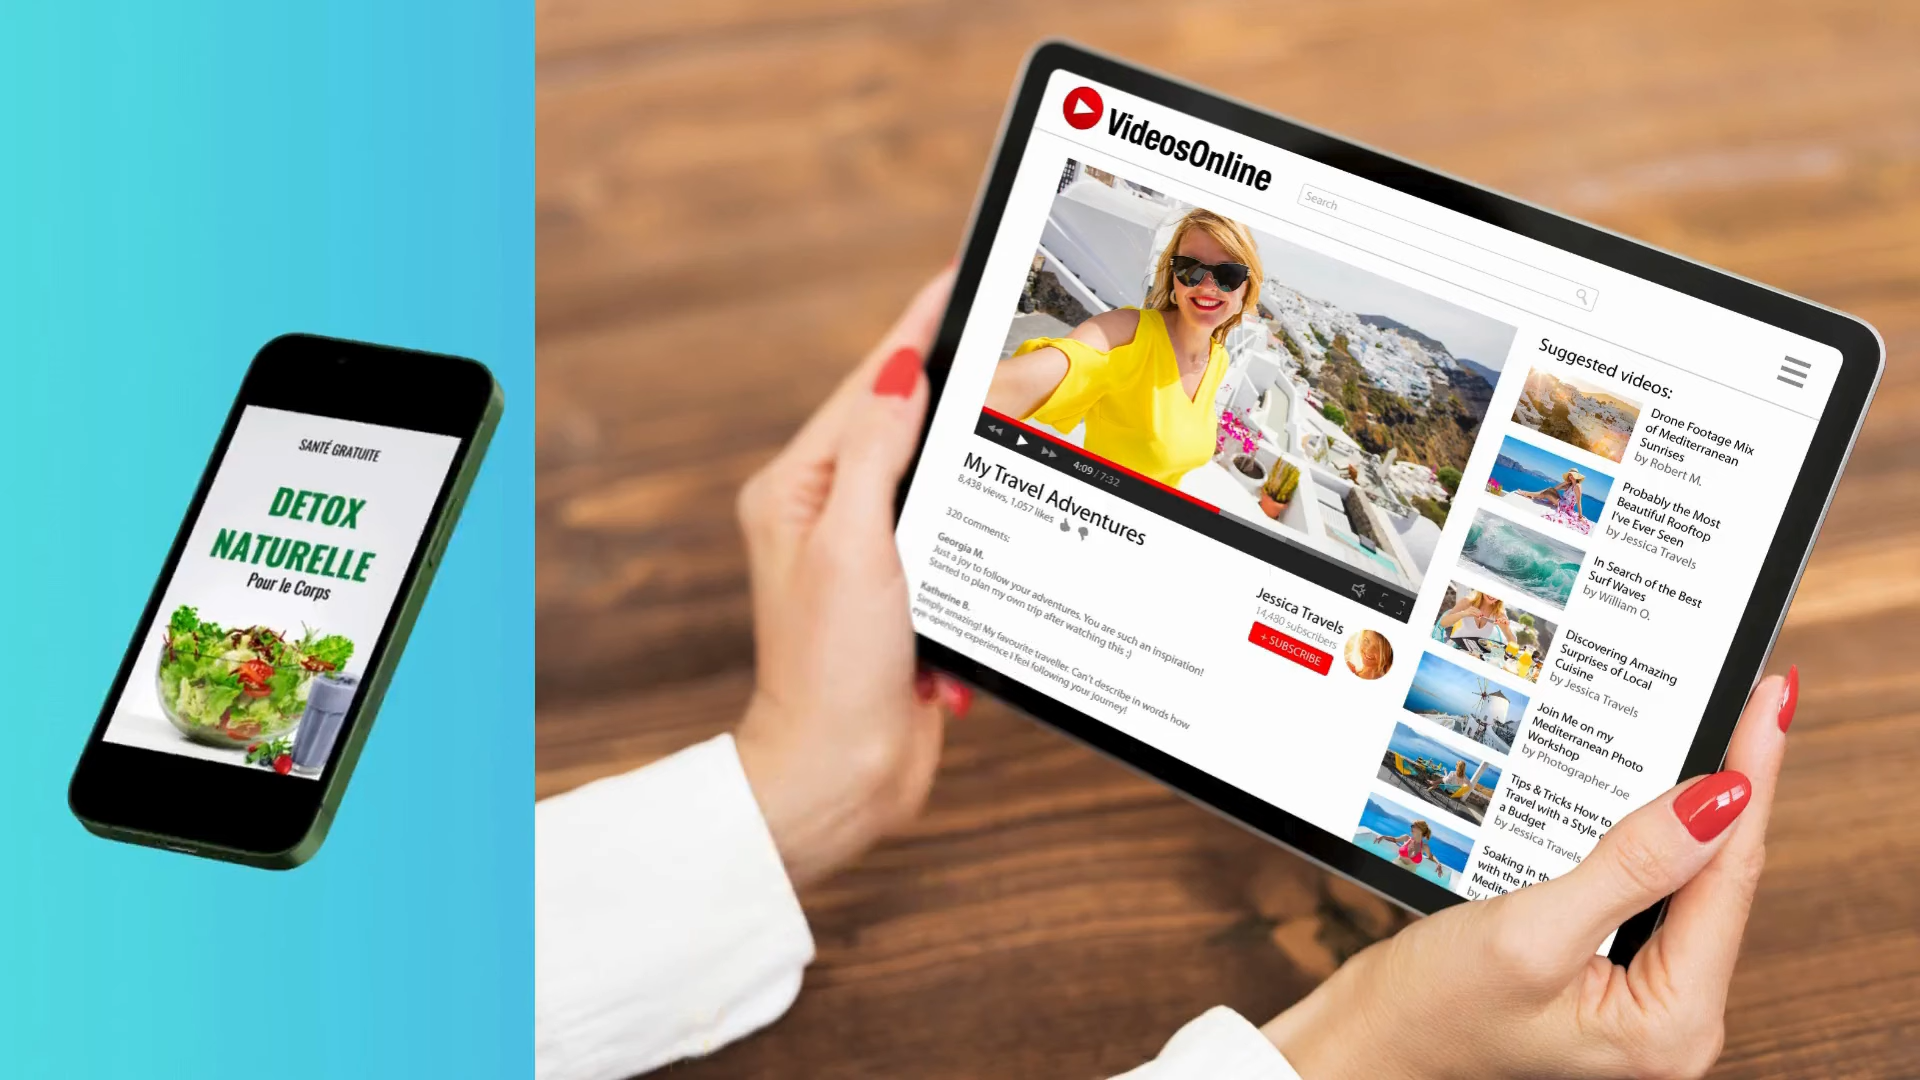 SANTÉ GRATUITE
DETOX
NATURELLE
Pour le Corps
VideosOnline
Search
4:09 / 7:32
My Travel Adventures
8,438 views, 1,057 likes
320 comments:
Georgia M.
Just a joy to follow your adventures. You are such an inspiration!
Started to plan my own trip after watching this :)
Katherine B.
Simply amazing! My favourite traveller. Can't describe in words how
eye-opening experience I feel following your journey!
Jessica Travels
14,480 subscribers
+ SUBSCRIBE
Suggested videos:
Drone Footage Mix
of Mediterranean
Sunrises
by Robert M.
Probably the Most
Beautiful Rooftop
I've Ever Seen
by Jessica Travels
In Search of the Best
Surf Waves
by William O.
Discovering Amazing
Surprises of Local
Cuisine
by Jessica Travels
Join Me on my
Mediterranean Photo
Workshop
by Photographer Joe
Tips & Tricks How to
Travel with a Style
a Budget
by Jessica Travels
Soaking in
with the
by